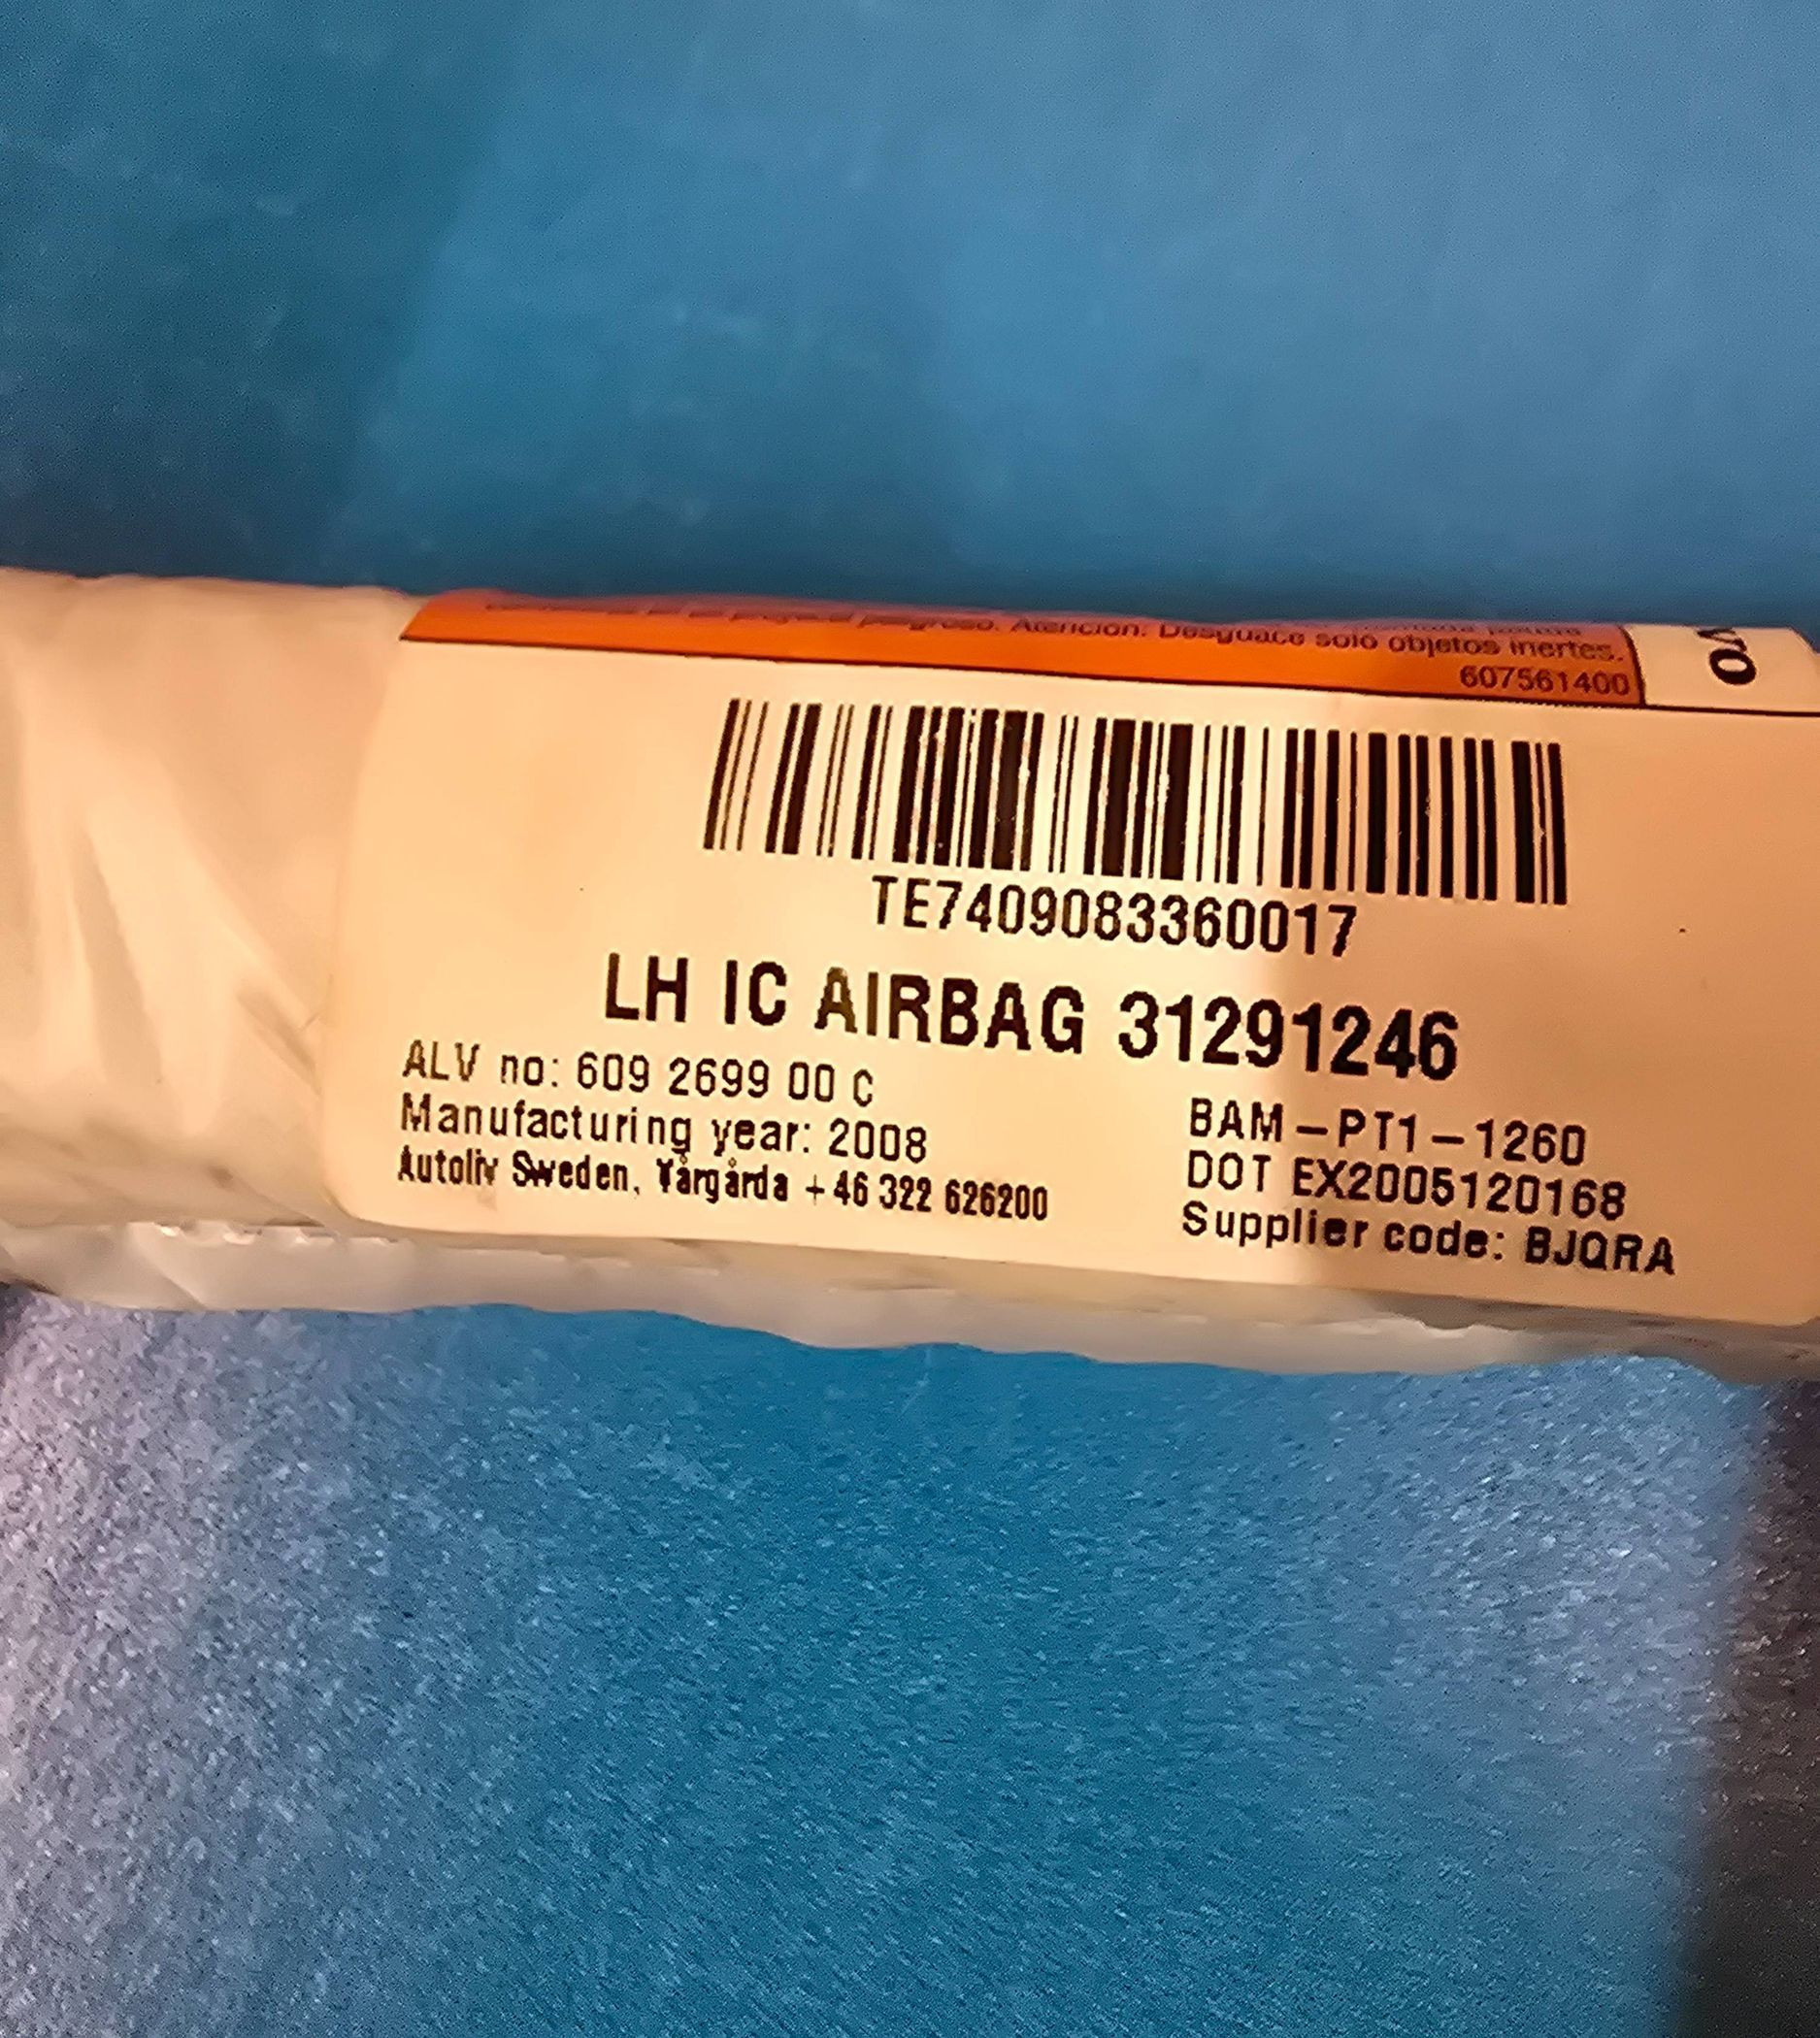 peligroso. Atención. Desguace solo objetos inertes.
607561400
TE7409083360017
LH IC AIRBAG 31291246
ALV no: 609 2699 00 C
Manufacturing year: 2008
Autoliv Sweden, Vårgårda +46 322 626200
BAM-PT1-1260
DOT EX2005120168
Supplier code: BJQRA